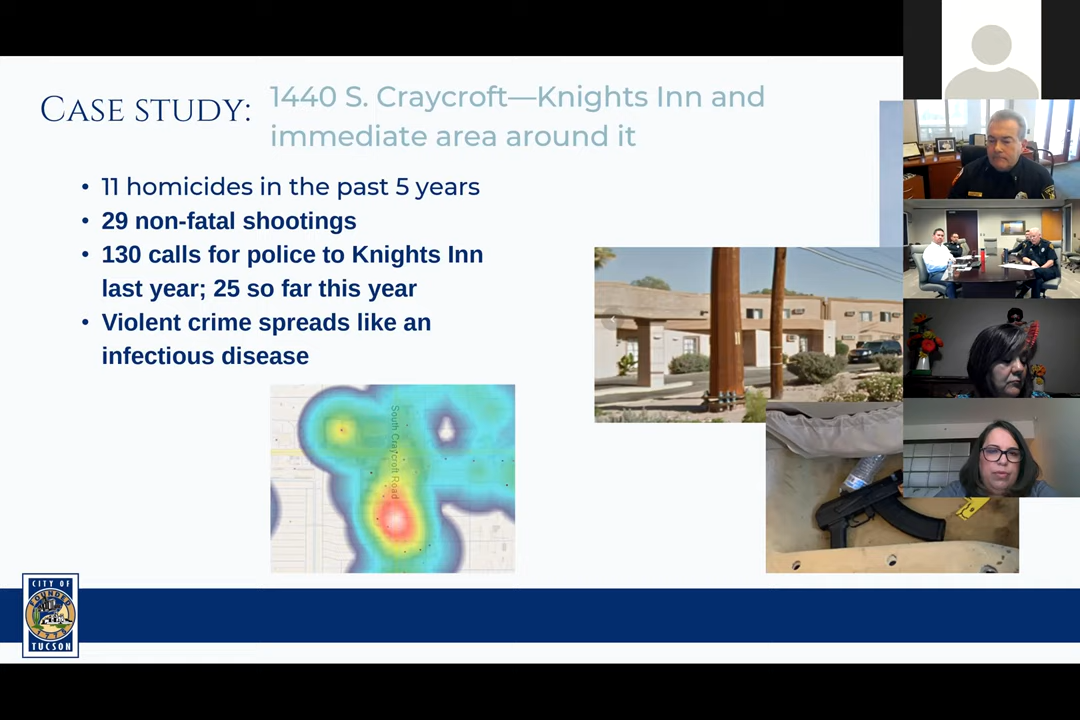 CASE STUDY:
1440 S. Craycroft—Knights Inn and
immediate area around it
• 11 homicides in the past 5 years
• 29 non-fatal shootings
• 130 calls for police to Knights Inn
last year; 25 so far this year
• Violent crime spreads like an
infectious disease
South Craycroft Road
CITY OF
FOUNDED
1775
TUCSON